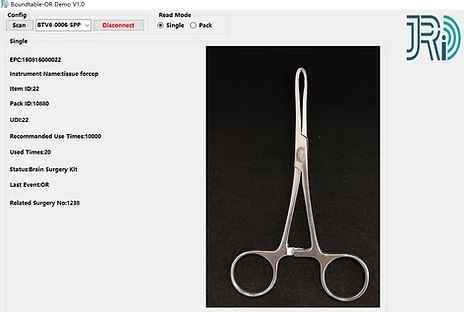 Boundtable-OR Demo V1.0
Config
Scan
BTV6-0006-SPP
Disconnect
Read Mode
Single
Pack
JRi
Single
EPC:190816000022
Instrument Name:tissue forcep
Item ID:22
Pack ID:10880
UDI:22
Recommanded Use Times:10000
Used Times:20
Status:Brain Surgery Kit
Last Event:OR
Related Surgery No:1238